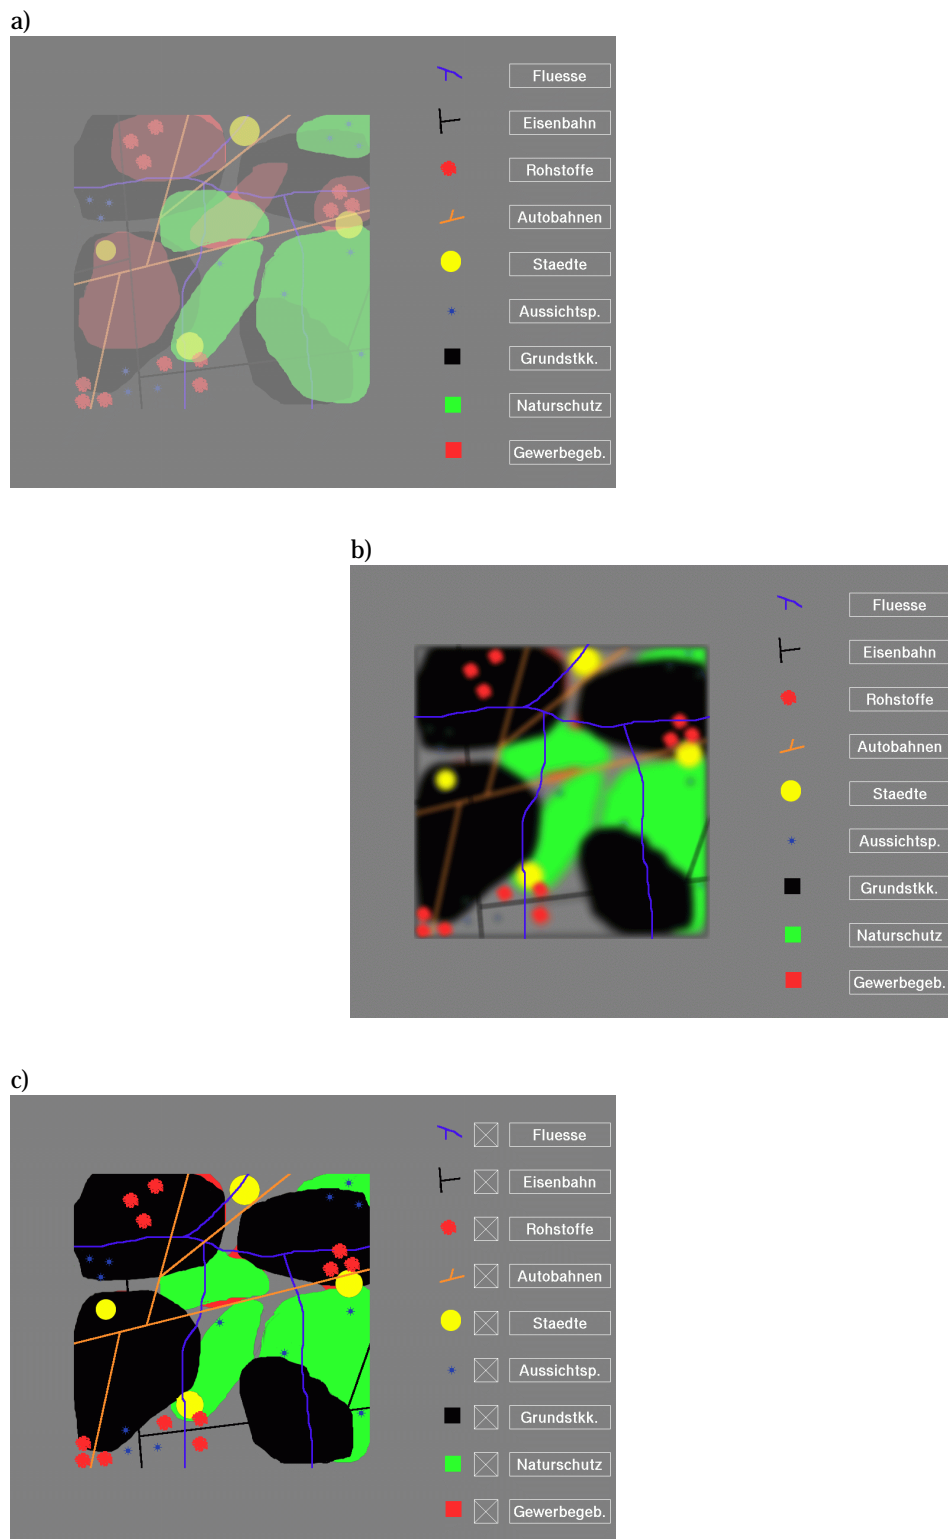 a)
Fluesse
Eisenbahn
Rohstoffe
Autobahnen
Staedte
Aussichtsp.
Grundstkk.
Naturschutz
Gewerbegeb.
b)
Fluesse
Eisenbahn
Rohstoffe
Autobahnen
Staedte
Aussichtsp.
Grundstkk.
Naturschutz
Gewerbegeb.
c)
Fluesse
Eisenbahn
Rohstoffe
Autobahnen
Staedte
Aussichtsp.
Grundstkk.
Naturschutz
Gewerbegeb.